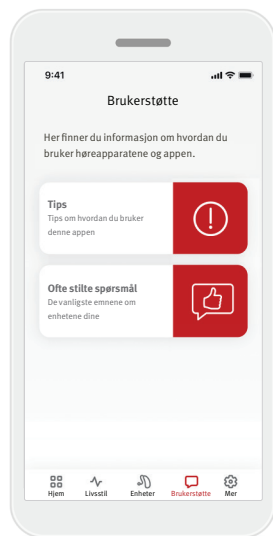 9:41
Brukerstøtte
Her finner du informasjon om hvordan du
bruker høreapparatene og appen.
Tips
Tips om hvordan du bruker
denne appen
Ofte stilte spørsmål
De vanligste emnene om
enhetene dine
Hjem Livsstil Enheter Brukerstøtte Mer